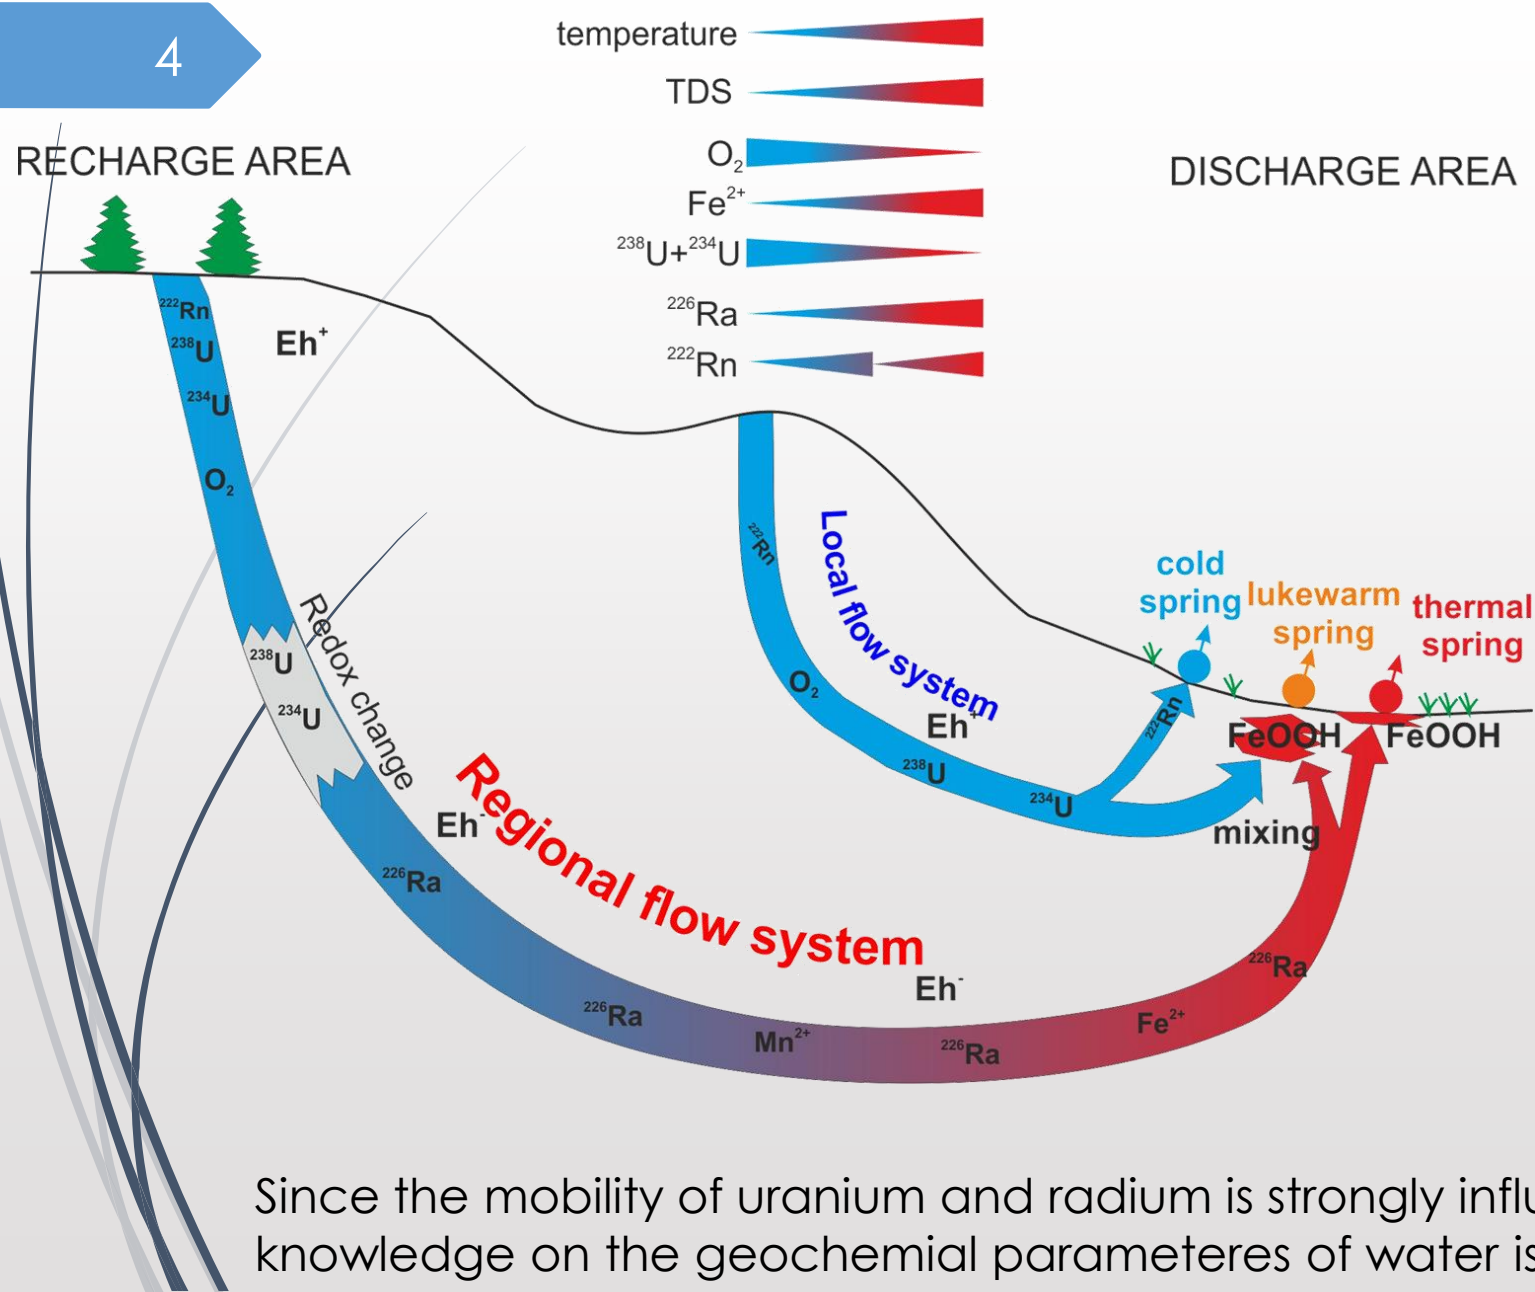 4
temperature
TDS
O₂
Fe²⁺
²³⁸U+²³⁴U
²²⁶Ra
²²²Rn
RECHARGE AREA
DISCHARGE AREA
²²²Rn
²³⁸U
²³⁴U
O₂
Eh⁺
Redox change
²³⁸U
²³⁴U
Eh⁻
²²⁶Ra
Regional flow system
²²⁶Ra
Mn²⁺
Eh⁻
²²⁶Ra
Fe²⁺
²²⁶Ra
²²²Rn
Local flow system
O₂
Eh⁺
²³⁸U
²³⁴U
²²²Rn
mixing
cold
spring
lukewarm
spring
thermal
spring
FeOOH
FeOOH
Since the mobility of uranium and radium is strongly
knowledge on the geochemial parameteres of water is